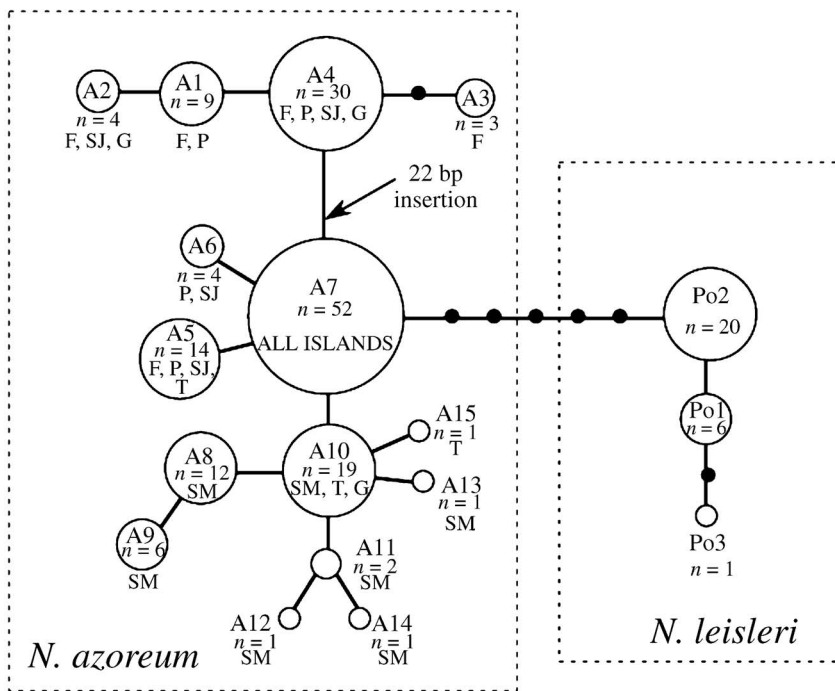 A2
n = 4
F, SJ, G
A1
n = 9
F, P
A4
n = 30
F, P, SJ, G
A3
n = 3
F
22 bp
insertion
A6
n = 4
P, SJ
A7
n = 52
ALL ISLANDS
A5
n = 14
F, P, SJ,
T
A15
n = 1
T
A10
n = 19
SM, T, G
A13
n = 1
SM
A8
n = 12
SM
A9
n = 6
SM
A11
n = 2
SM
A12
n = 1
SM
A14
n = 1
SM
N. azoreum
Po2
n = 20
Po1
n = 6
Po3
n = 1
N. leisleri